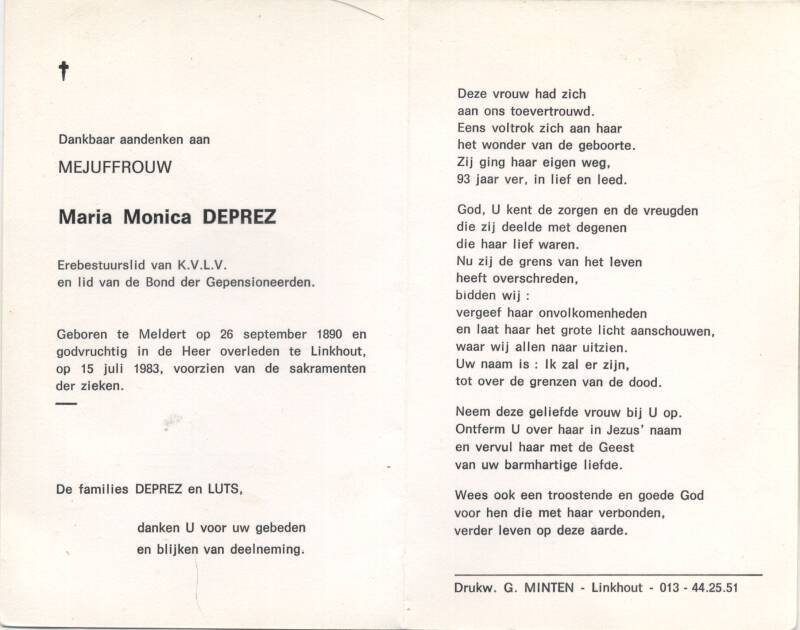 Dankbaar aandenken aan
MEJUFFROUW
Maria Monica DEPREZ
Erebestuurslid van K.V.L.V.
en lid van de Bond der Gepensioneerden.
Geboren te Meldert op 26 september 1890 en
godvruchtig in de Heer overleden te Linkhout,
op 15 juli 1983, voorzien van de sakramenten
der zieken.
De families DEPREZ en LUTS,
danken U voor uw gebeden
en blijken van deelneming.
Deze vrouw had zich
aan ons toevertrouwd.
Eens voltrok zich aan haar
het wonder van de geboorte.
Zij ging haar eigen weg,
93 jaar ver, in lief en leed.
God, U kent de zorgen en de vreugden
die zij deelde met degenen
die haar lief waren.
Nu zij de grens van het leven
heeft overschreden,
bidden wij :
vergeef haar onvolkomenheden
en laat haar het grote licht aanschouwen,
waar wij allen naar uitzien.
Uw naam is : Ik zal er zijn,
tot over de grenzen van de dood.
Neem deze geliefde vrouw bij U op.
Ontferm U over haar in Jezus' naam
en vervul haar met de Geest
van uw barmhartige liefde.
Wees ook een troostende en goede God
voor hen die met haar verbonden,
verder leven op deze aarde.
Drukw. G. MINTEN - Linkhout - 013 - 44.25.51